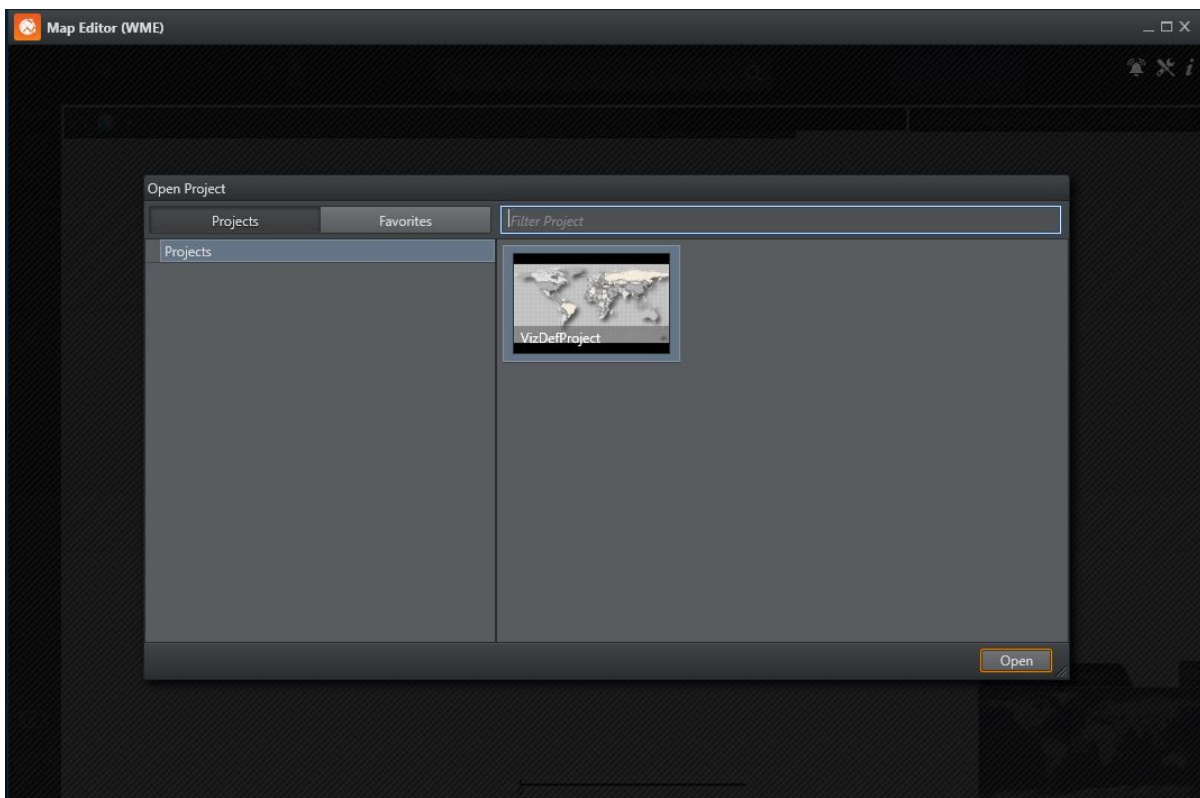 Map Editor (WME)
Open Project
Projects
Favorites
Filter Project
Projects
VizDefProject
Open